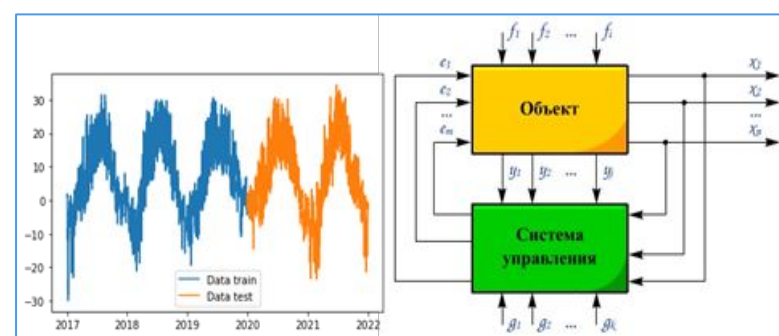 30
20
10
0
-10
-20
-30
2017 2018 2019 2020 2021 2022
Data train
Data test
f₁ f₂ ... fᵢ
e₁
e₂
...
eₘ
Объект
x₁
x₂
...
xₙ
y₁ y₂ ... yⱼ
Система
управления
g₁ g₂ ... gₖ